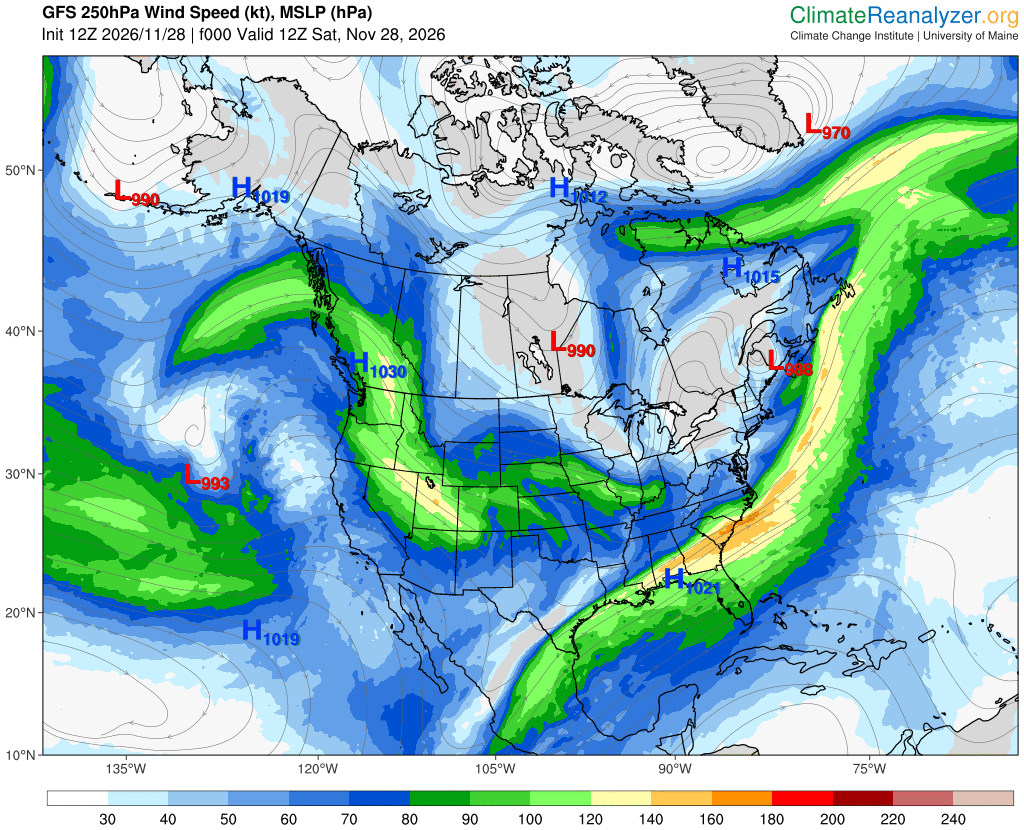 GFS 250hPa Wind Speed (kt), MSLP (hPa)
Init 12Z 2026/11/28 | f000 Valid 12Z Sat, Nov 28, 2026
ClimateReanalyzer.org
Climate Change Institute | University of Maine
L970
50°N
L990
H1019
H1012
H1015
40°N
L990
H1030
L988
30°N
L993
H1021
20°N
H1019
10°N
135°W 120°W 105°W 90°W 75°W
30 40 50 60 70 80 90 100 120 140 160 180 200 220 240